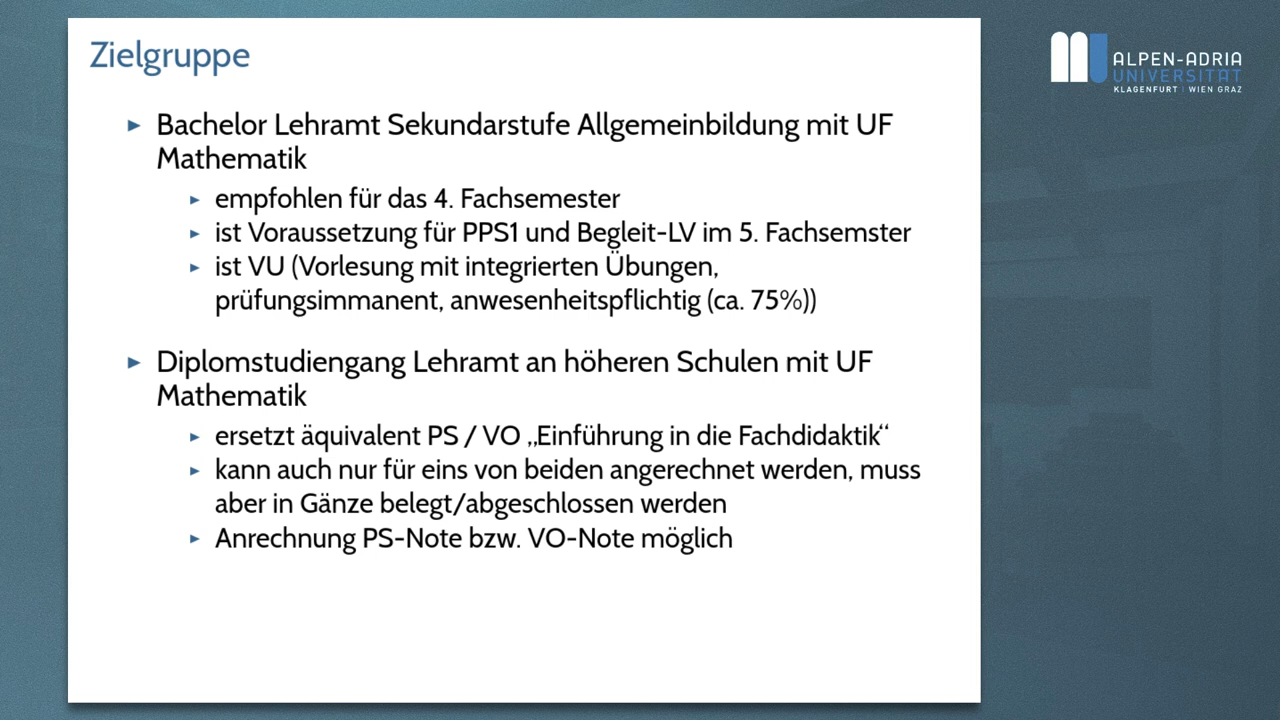 Zielgruppe
Bachelor Lehramt Sekundarstufe Allgemeinbildung mit UF
Mathematik
empfohlen für das 4. Fachsemester
ist Voraussetzung für PPS1 und Begleit-LV im 5. Fachsemster
ist VU (Vorlesung mit integrierten Übungen,
prüfungsimmanent, anwesenheitspflichtig (ca. 75%))
Diplomstudiengang Lehramt an höheren Schulen mit UF
Mathematik
ersetzt äquivalent PS / VO „Einführung in die Fachdidaktik“
kann auch nur für eins von beiden angerechnet werden, muss
aber in Gänze belegt/abgeschlossen werden
Anrechnung PS-Note bzw. VO-Note möglich
ALPEN-ADRIA
UNIVERSITÄT
KLAGENFURT | WIEN GRAZ